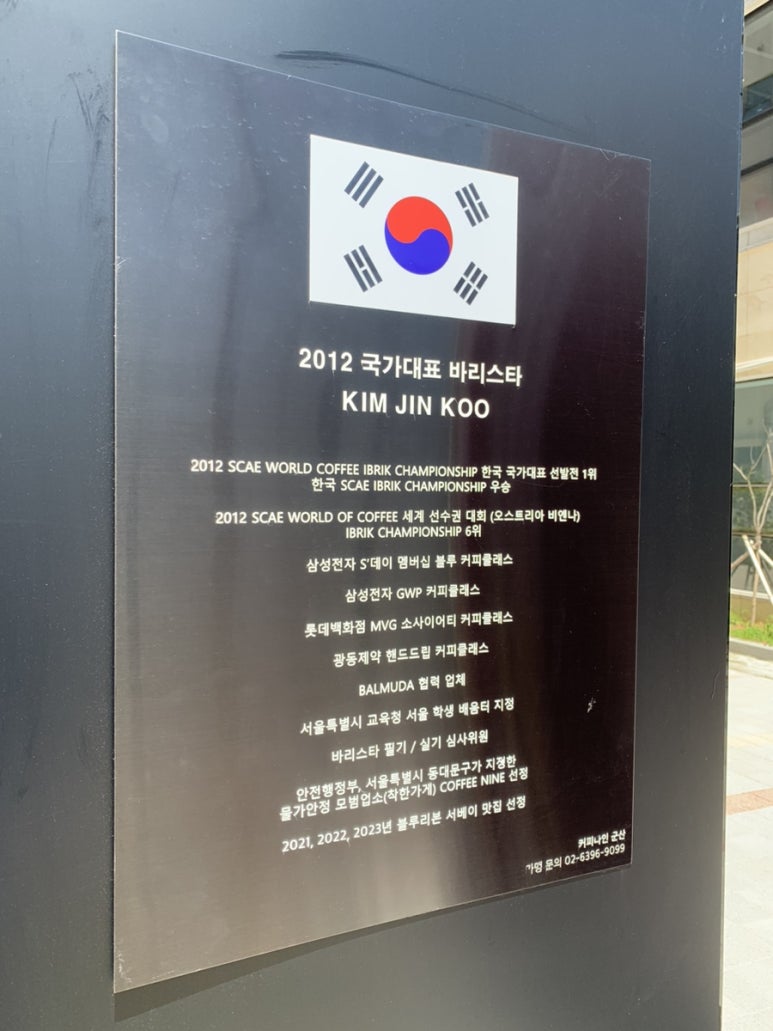 2012 국가대표 바리스타
KIM JIN KOO
2012 SCAE WORLD COFFEE IBRIK CHAMPIONSHIP 한국 국가대표 선발전 1위
한국 SCAE IBRIK CHAMPIONSHIP 우승
2012 SCAE WORLD OF COFFEE 세계 선수권 대회 (오스트리아 비엔나)
IBRIK CHAMPIONSHIP 6위
삼성전자 S'데이 멤버십 블루 커피클래스
삼성전자 GWP 커피클래스
롯데백화점 MVG 소사이어티 커피클래스
광동제약 핸드드립 커피클래스
BALMUDA 협력 업체
서울특별시 교육청 서울 학생 배움터 지정
바리스타 필기 / 실기 심사위원
안전행정부, 서울특별시 동대문구가 지정한
물가안정 모범업소(착한가게) COFFEE NINE 선정
2021, 2022, 2023년 블루리본 서베이 맛집 선정
커피나인 군산
가맹 문의 02-6396-9099